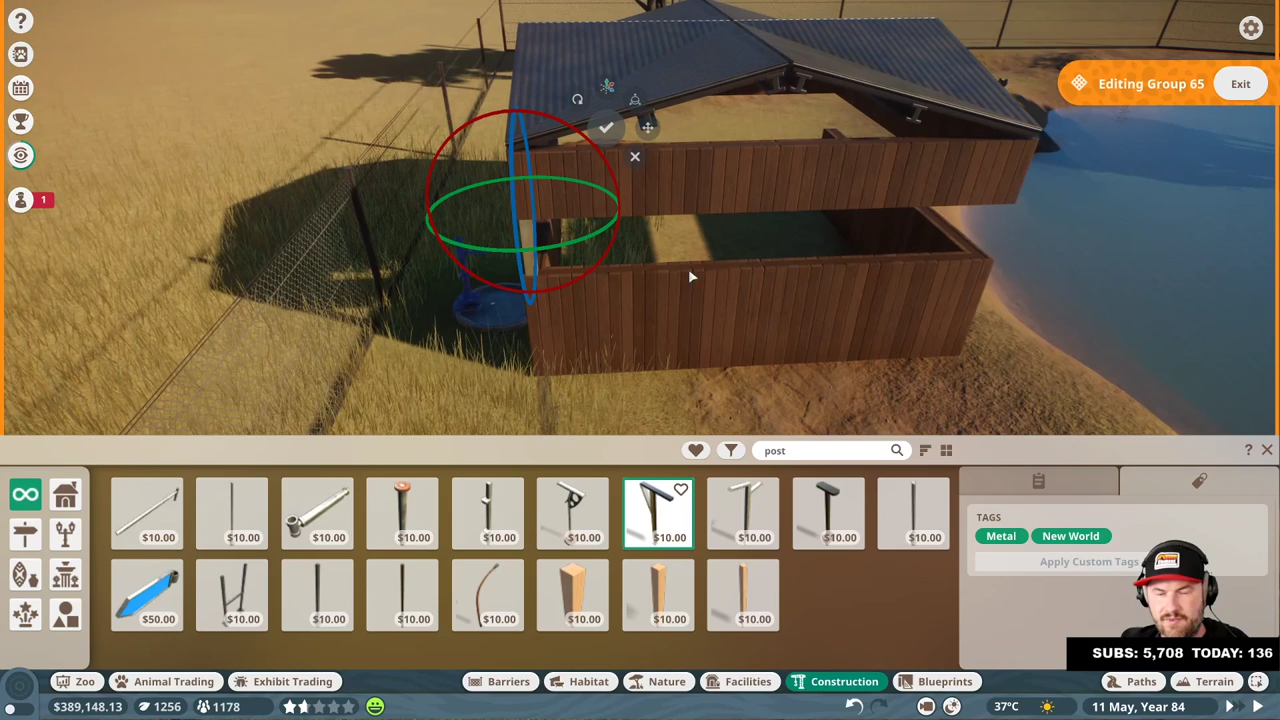 ?
Editing Group 65
Exit
1
post
?
$10.00
$10.00
$10.00
$10.00
$10.00
$10.00
$10.00
$10.00
$10.00
$10.00
$50.00
$10.00
$10.00
$10.00
$10.00
$10.00
$10.00
$10.00
TAGS
Metal
New World
Apply Custom Tags
SUBS: 5,708 TODAY: 136
Zoo
Animal Trading
Exhibit Trading
Barriers
Habitat
Nature
Facilities
Construction
Blueprints
Paths
Terrain
$389,148.13
1256
1178
37°C
11 May, Year 84